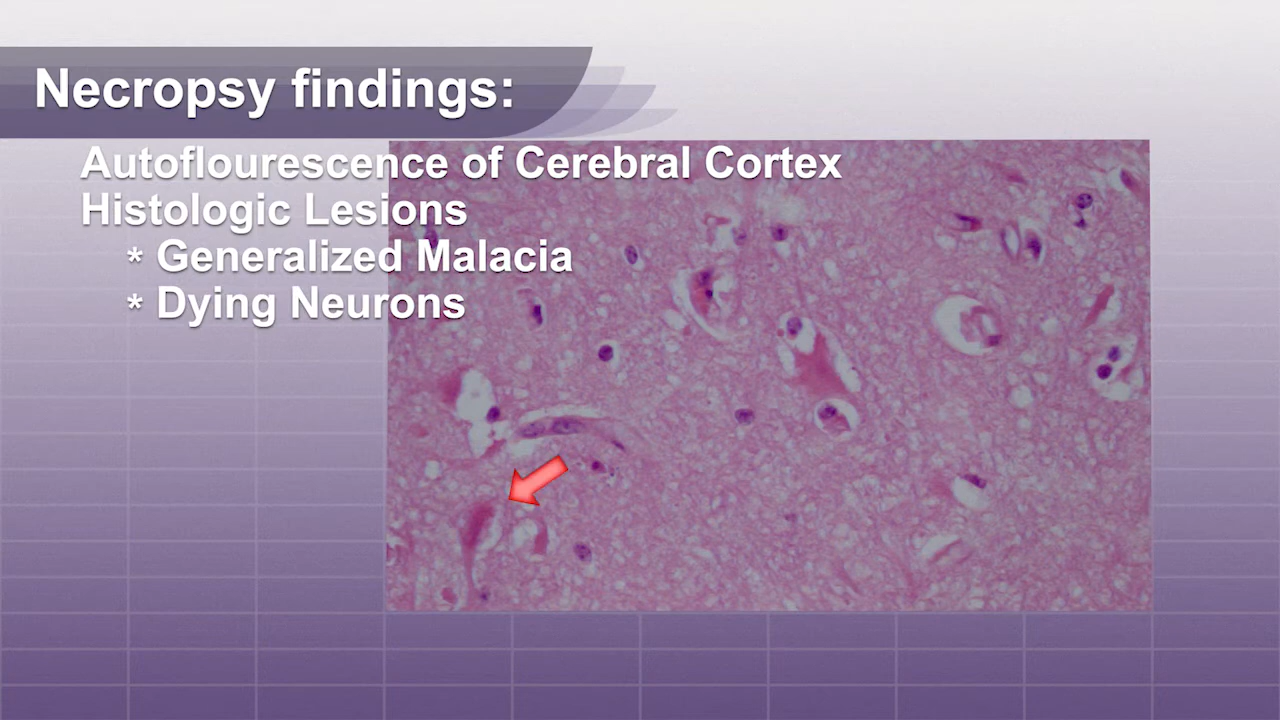 Necropsy findings:
Autoflourescence of Cerebral Cortex
Histologic Lesions
* Generalized Malacia
* Dying Neurons